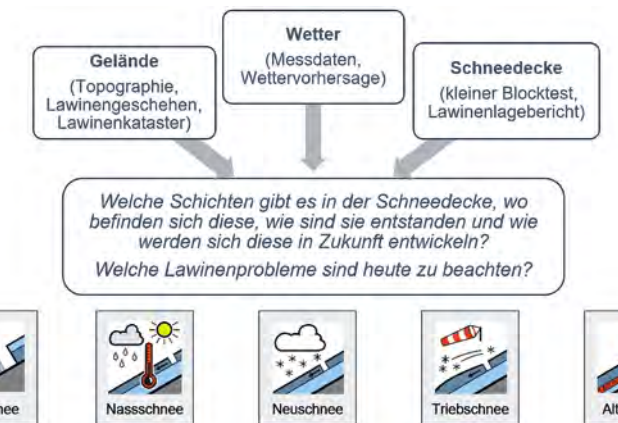 Wetter
(Messdaten,
Wettervorhersage)
Gelände
(Topographie,
Lawinengeschehen,
Lawinenkataster)
Schneedecke
(kleiner Blocktest,
Lawinenlagebericht)
Welche Schichten gibt es in der Schneedecke, wo
befinden sich diese, wie sind sie entstanden und wie
werden sich diese in Zukunft entwickeln?
Welche Lawinenprobleme sind heute zu beachten?
nee
Nassschnee
Neuschnee
Triebschnee
Alt